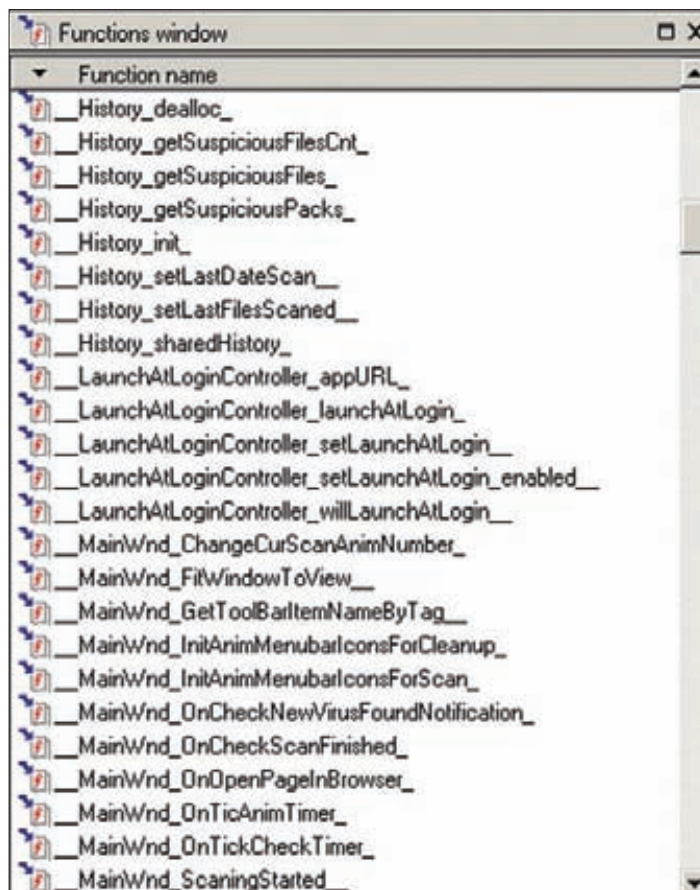 Functions window
Function name
__History_dealloc_
__History_getSuspiciousFilesCnt_
__History_getSuspiciousFiles_
__History_getSuspiciousPacks_
__History_init_
__History_setLastDateScan__
__History_setLastFilesScaned__
__History_sharedHistory_
__LaunchAtLoginController_appURL_
__LaunchAtLoginController_launchAtLogin_
__LaunchAtLoginController_setLaunchAtLogin__
__LaunchAtLoginController_setLaunchAtLogin_enabled__
__LaunchAtLoginController_willLaunchAtLogin__
__MainWnd_ChangeCurScanAnimNumber_
__MainWnd_FitWindowToView__
__MainWnd_GetToolBarItemNameByTag__
__MainWnd_InitAnimMenubarIconsForCleanup_
__MainWnd_InitAnimMenubarIconsForScan_
__MainWnd_OnCheckNewVirusFoundNotification_
__MainWnd_OnCheckScanFinished_
__MainWnd_OnOpenPageInBrowser_
__MainWnd_OnTicAnimTimer_
__MainWnd_OnTickCheckTimer_
__MainWnd_ScaningStarted__